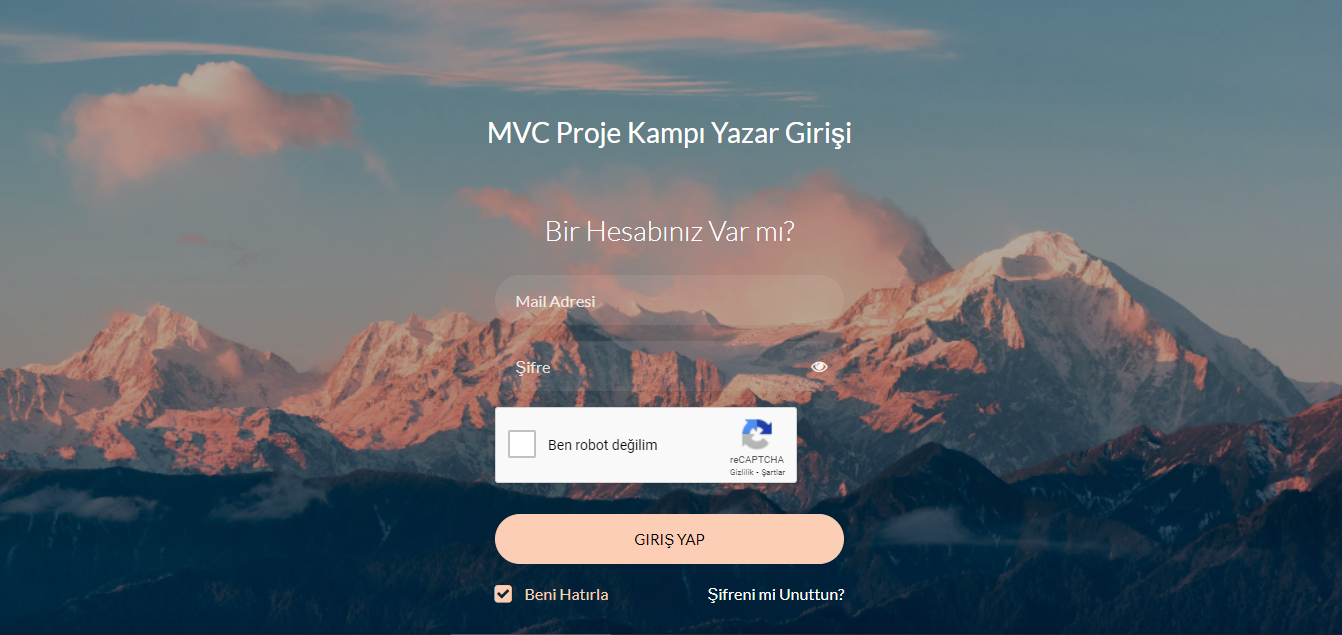 MVC Proje Kampı Yazar Girişi
Bir Hesabınız Var mı?
Mail Adresi
Şifre
Ben robot değilim
reCAPTCHA
Gizlilik - Şartlar
GIRIŞ YAP
Beni Hatırla
Şifreni mi Unuttun?